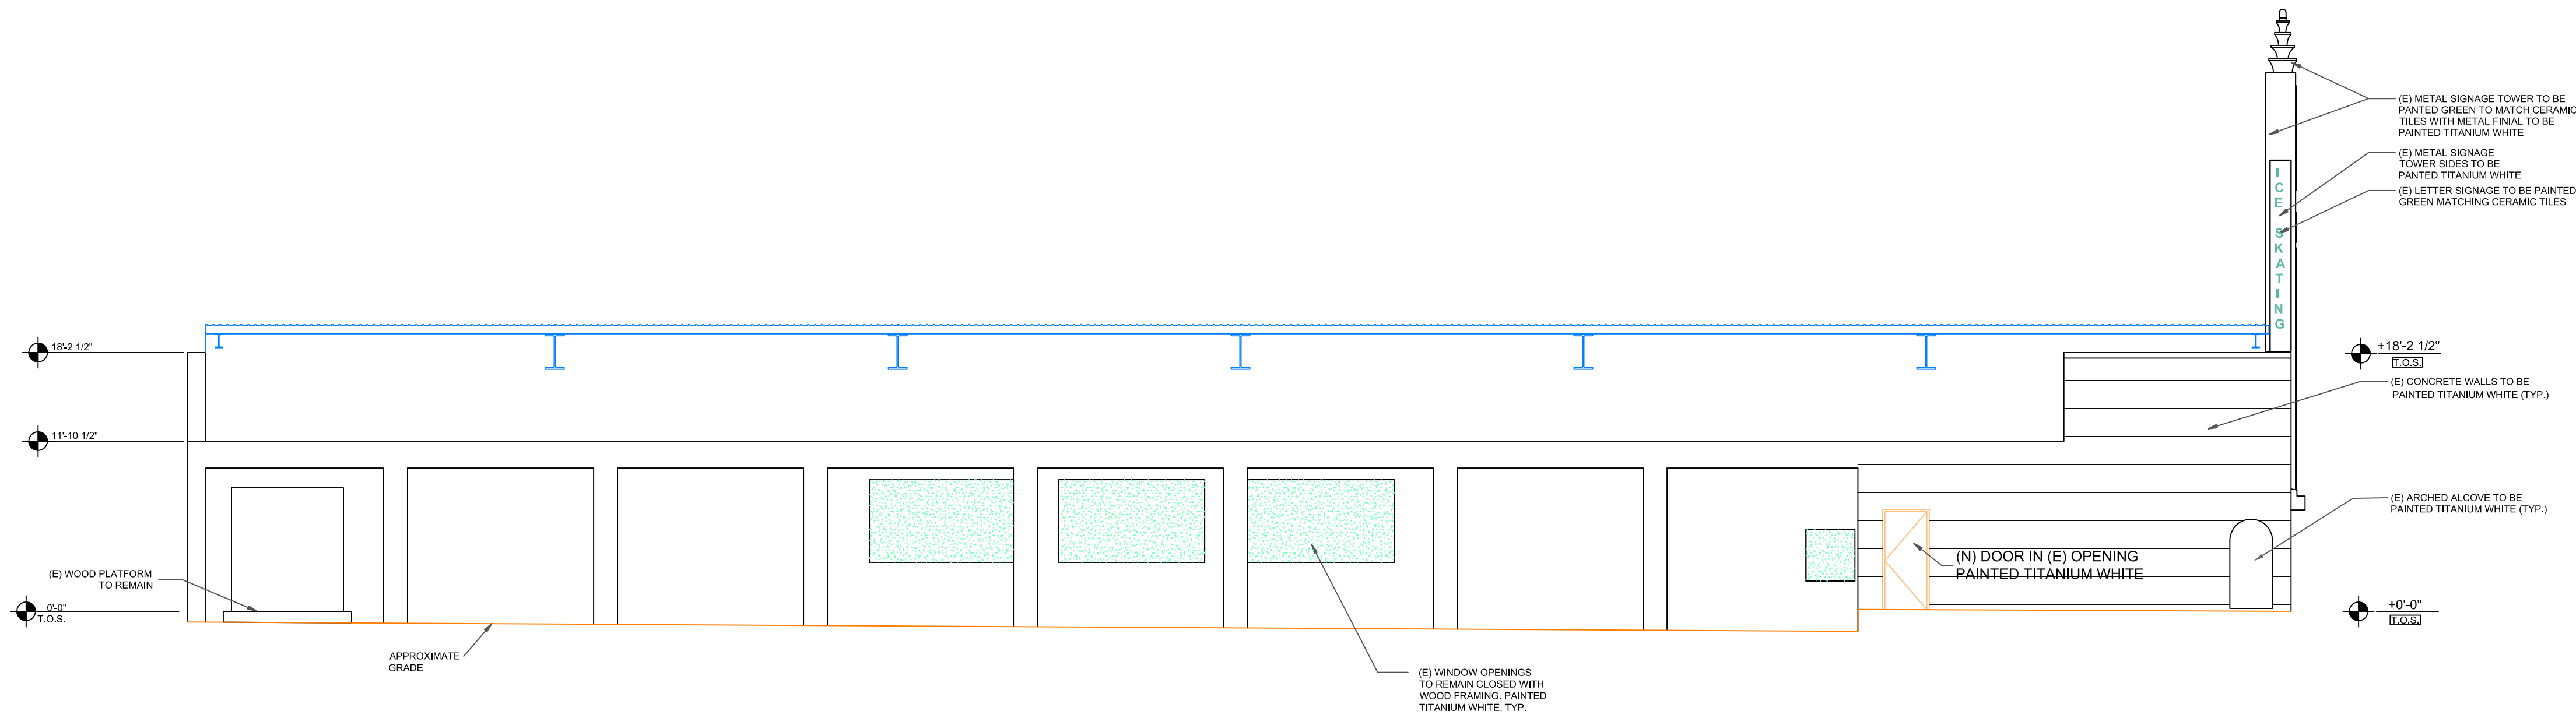 (E) METAL SIGNAGE TOWER TO BE
PANTED GREEN TO MATCH CERAMIC
TILES WITH METAL FINIAL TO BE
PAINTED TITANIUM WHITE
(E) METAL SIGNAGE
TOWER SIDES TO BE
PANTED TITANIUM WHITE
(E) LETTER SIGNAGE TO BE PAINTED
GREEN MATCHING CERAMIC TILES
ICE SKATING
18'-2 1/2"
+18'-2 1/2"
T.O.S.
(E) CONCRETE WALLS TO BE
PAINTED TITANIUM WHITE (TYP.)
11'-10 1/2"
(E) ARCHED ALCOVE TO BE
PAINTED TITANIUM WHITE (TYP.)
(N) DOOR IN (E) OPENING
PAINTED TITANIUM WHITE
(E) WOOD PLATFORM
TO REMAIN
0'-0"
T.O.S.
+0'-0"
T.O.S.
APPROXIMATE
GRADE
(E) WINDOW OPENINGS
TO REMAIN CLOSED WITH
WOOD FRAMING. PAINTED
TITANIUM WHITE, TYP.